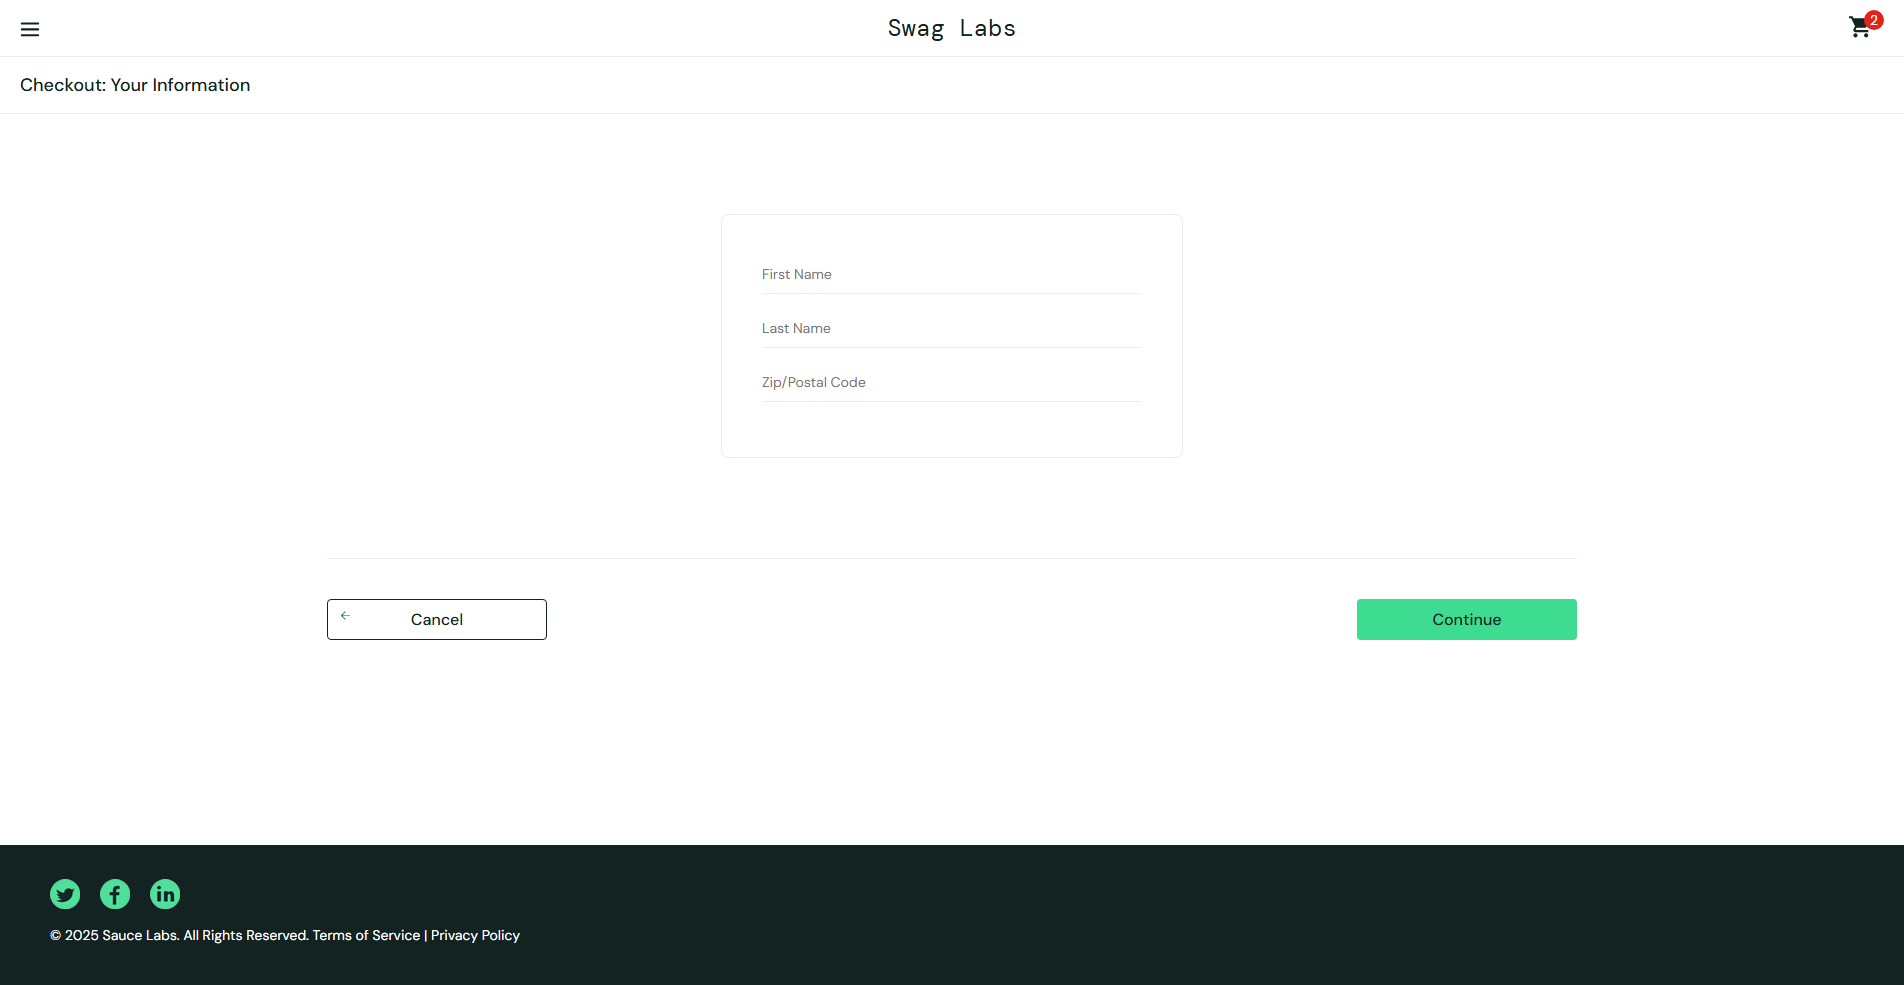 Swag Labs
2
Checkout: Your Information
First Name
Last Name
Zip/Postal Code
Cancel
Continue
© 2025 Sauce Labs. All Rights Reserved. Terms of Service | Privacy Policy